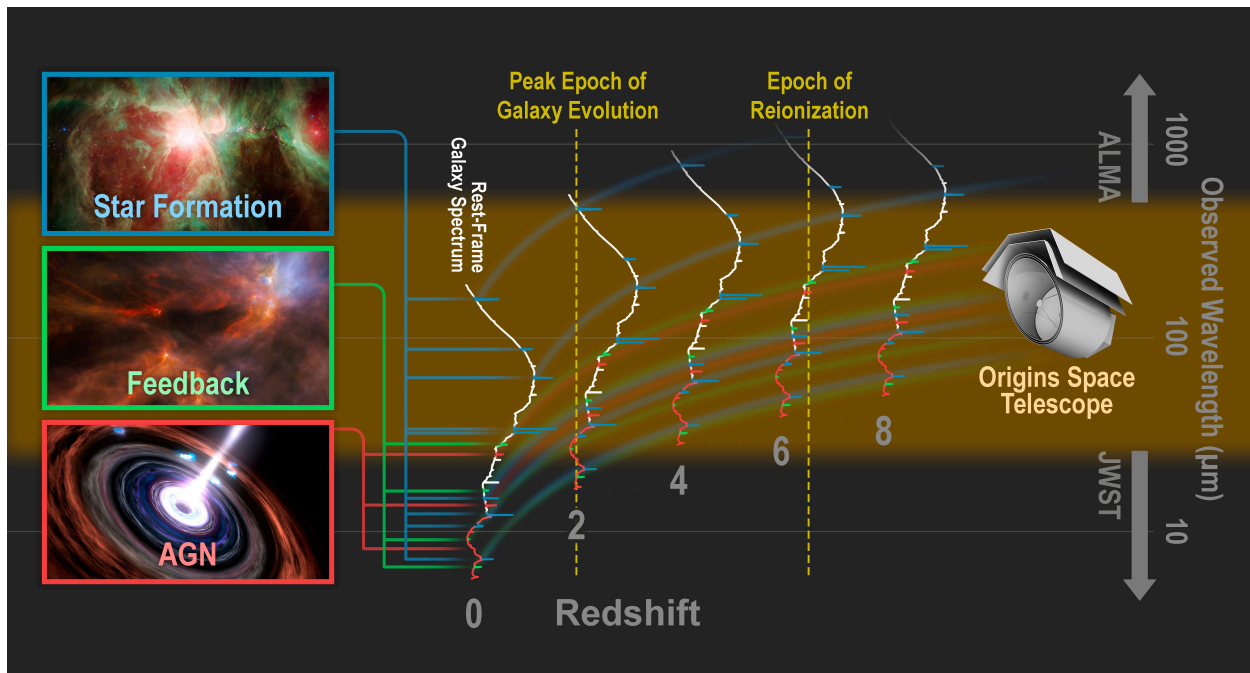 Peak Epoch of
Galaxy Evolution
Epoch of
Reionization
Star Formation
Feedback
AGN
Rest-Frame
Galaxy Spectrum
ALMA
JWST
1000
100
10
Observed Wavelength (μm)
Origins Space
Telescope
0
2
4
6
8
Redshift